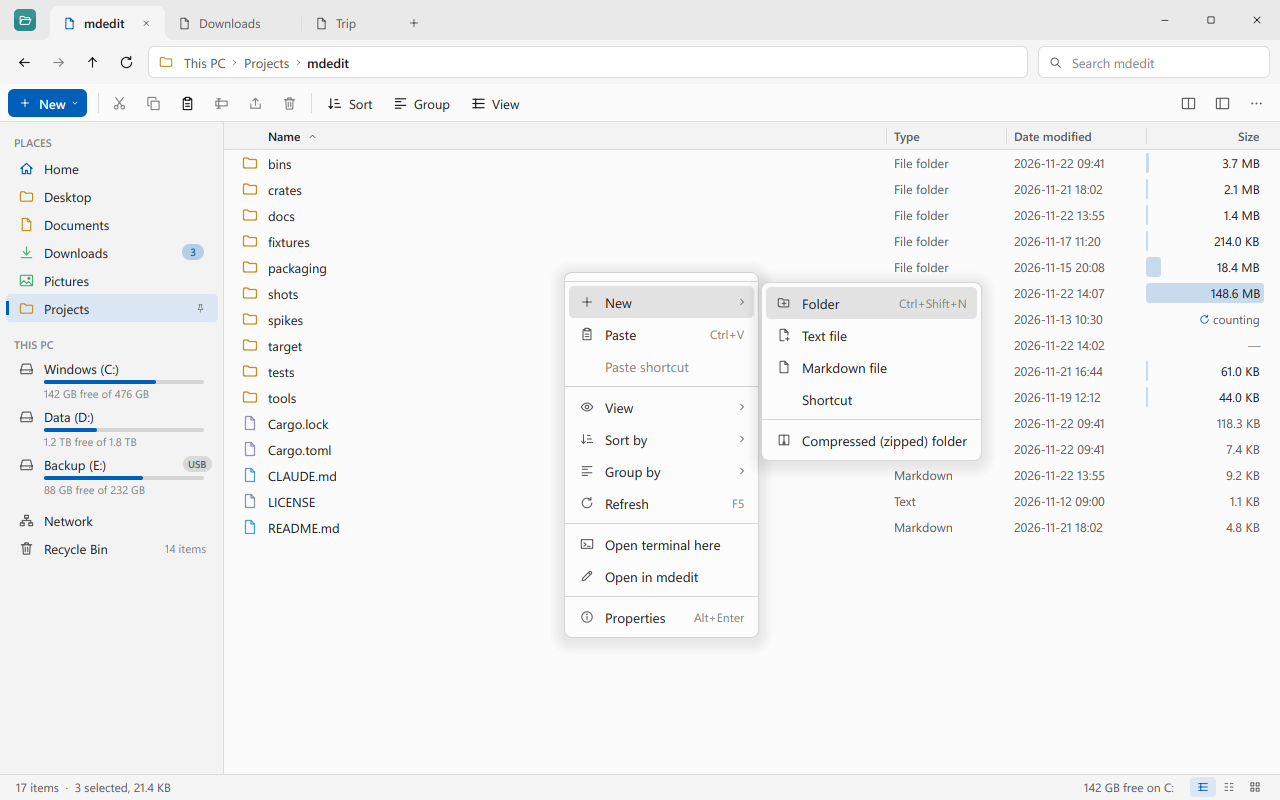 mdedit
Downloads
Trip
This PC
Projects
mdedit
Search mdedit
New
Sort
Group
View
PLACES
Home
Desktop
Documents
Downloads 3
Pictures
Projects
THIS PC
Windows (C:)
142 GB free of 476 GB
Data (D:)
1.2 TB free of 1.8 TB
Backup (E:) USB
88 GB free of 232 GB
Network
Recycle Bin 14 items
Name Type Date modified Size
bins File folder 2026-11-22 09:41 3.7 MB
crates File folder 2026-11-21 18:02 2.1 MB
docs File folder 2026-11-22 13:55 1.4 MB
fixtures File folder 2026-11-17 11:20 214.0 KB
packaging File folder 2026-11-15 20:08 18.4 MB
shots 2026-11-22 14:07 148.6 MB
spikes 2026-11-13 10:30 counting
target 2026-11-22 14:02 —
tests 2026-11-21 16:44 61.0 KB
tools 2026-11-19 12:12 44.0 KB
Cargo.lock 2026-11-22 09:41 118.3 KB
Cargo.toml 2026-11-22 09:41 7.4 KB
CLAUDE.md Markdown 2026-11-22 13:55 9.2 KB
LICENSE Text 2026-11-12 09:00 1.1 KB
README.md Markdown 2026-11-21 18:02 4.8 KB
New
Paste Ctrl+V
Paste shortcut
View
Sort by
Group by
Refresh F5
Open terminal here
Open in mdedit
Properties Alt+Enter
Folder Ctrl+Shift+N
Text file
Markdown file
Shortcut
Compressed (zipped) folder
17 items · 3 selected, 21.4 KB
142 GB free on C: